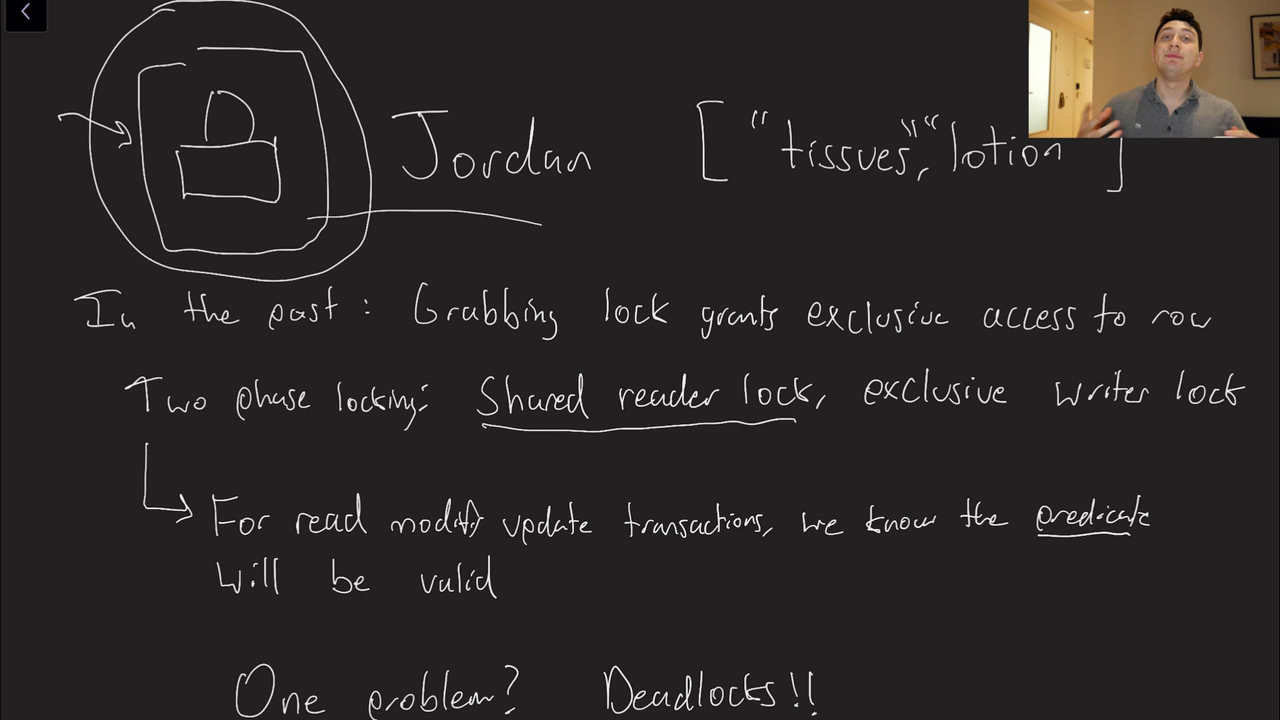 Jordan ["tissues", "lotion]
In the past: Grabbing lock grants exclusive access to row
Two phase locking: Shared reader lock, exclusive writer lock
For read modify update transactions, we know the predicate
will be valid
One problem? Deadlocks!!